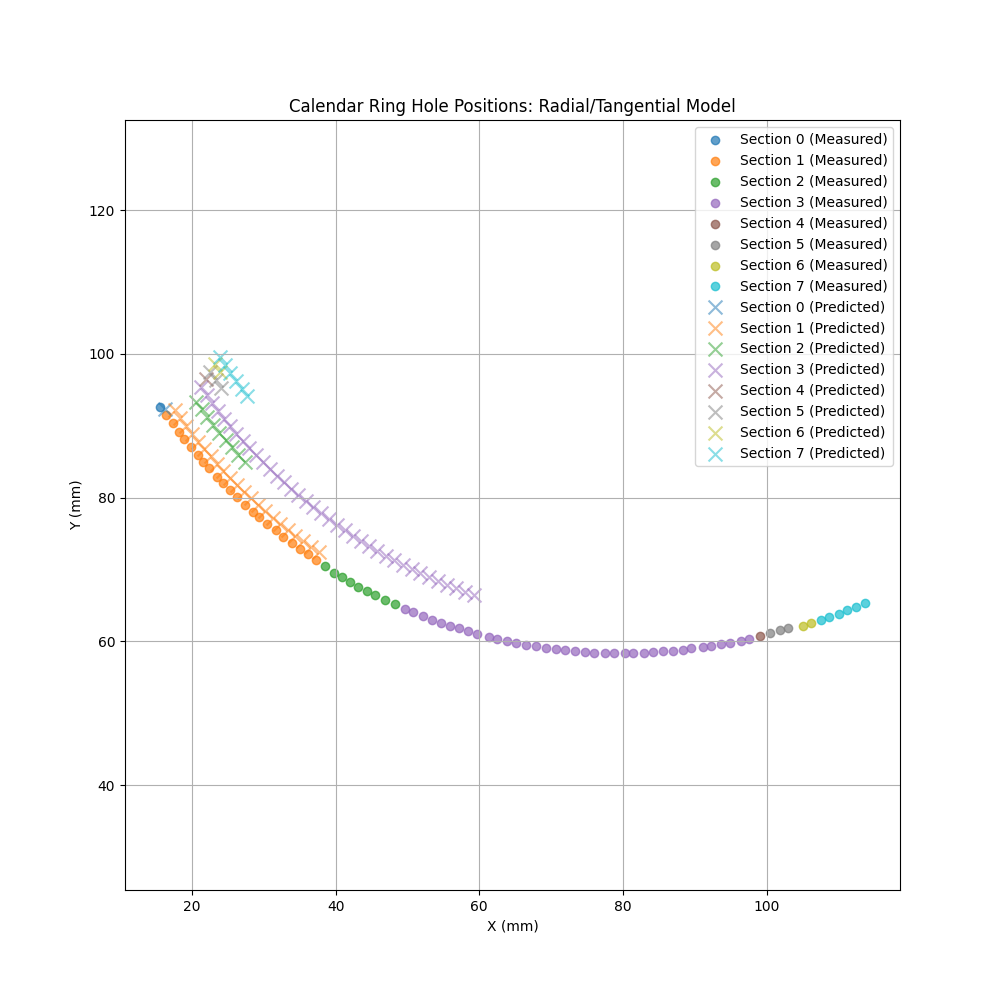 Calendar Ring Hole Positions: Radial/Tangential Model
Section 0 (Measured)
Section 1 (Measured)
Section 2 (Measured)
Section 3 (Measured)
Section 4 (Measured)
Section 5 (Measured)
Section 6 (Measured)
Section 7 (Measured)
Section 0 (Predicted)
Section 1 (Predicted)
Section 2 (Predicted)
Section 3 (Predicted)
Section 4 (Predicted)
Section 5 (Predicted)
Section 6 (Predicted)
Section 7 (Predicted)
120
100
80
60
40
Y (mm)
20 40 60 80 100
X (mm)